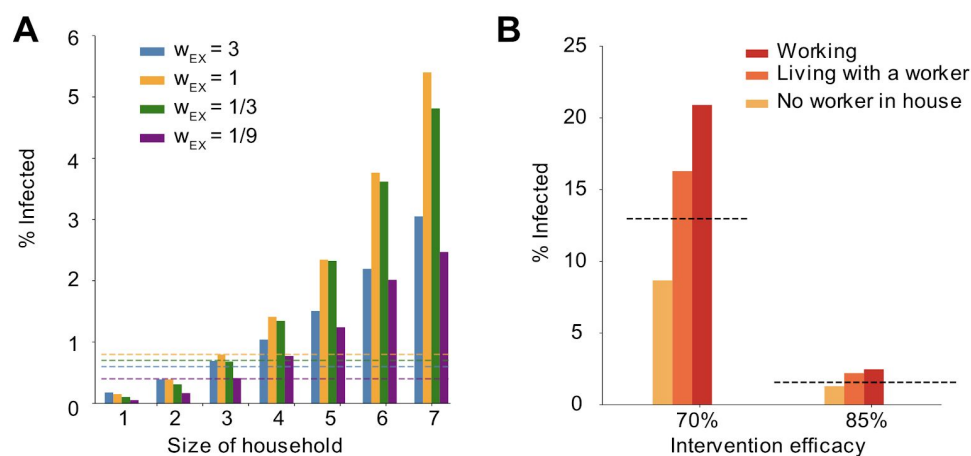 A
6
5
4
3
2
1
0
% Infected
w_EX = 3
w_EX = 1
w_EX = 1/3
w_EX = 1/9
1 2 3 4 5 6 7
Size of household
B
25
20
15
10
5
0
% Infected
Working
Living with a worker
No worker in house
70% 85%
Intervention efficacy